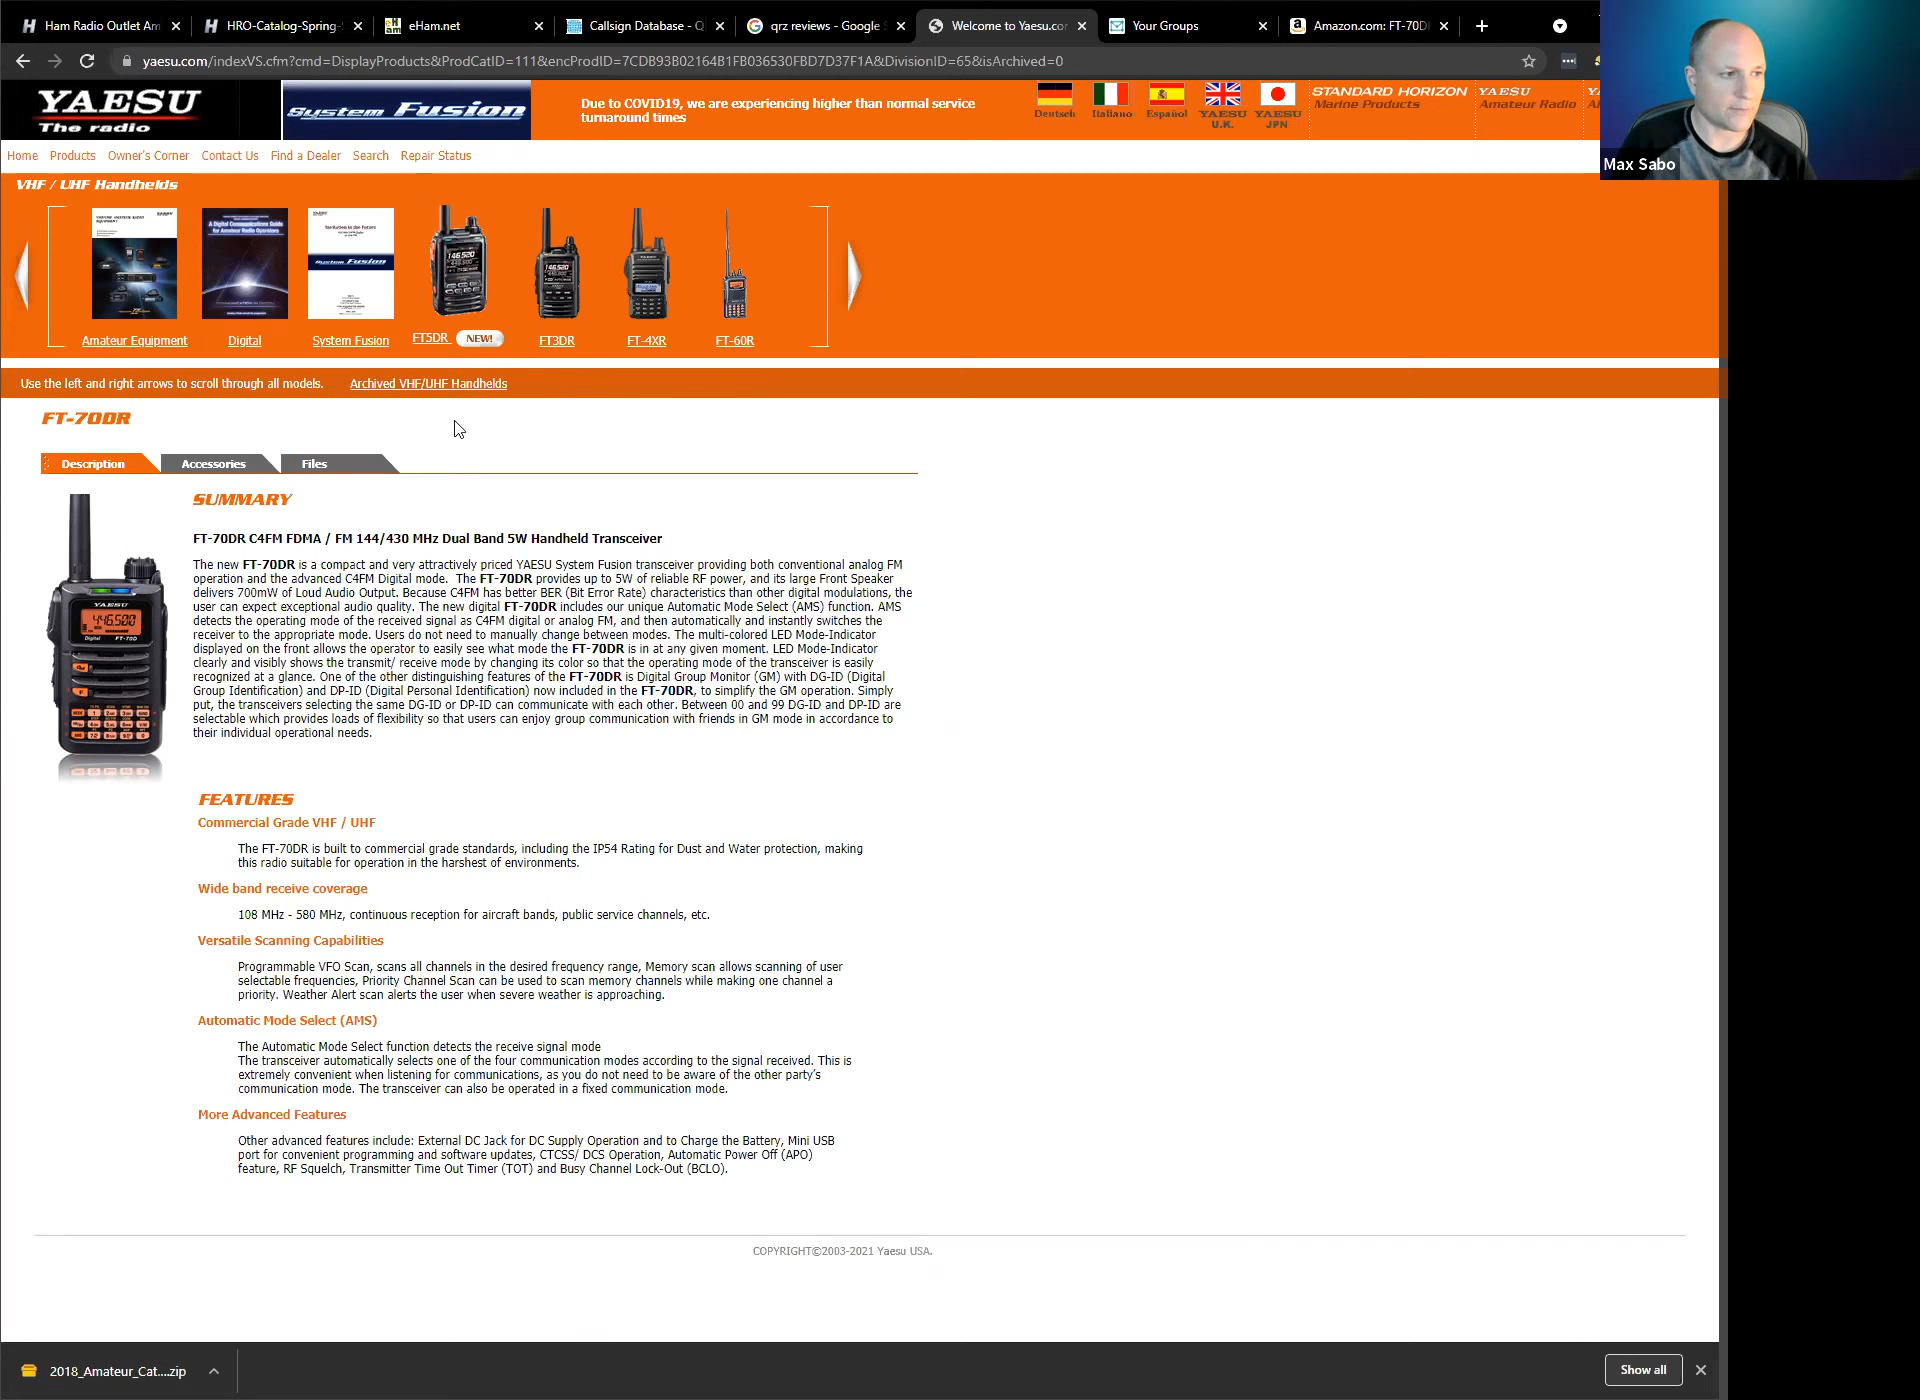 Ham Radio Outlet Am
HRO-Catalog-Spring-
eHam.net
Callsign Database - Q
qrz reviews - Google S
Welcome to Yaesu.com
Your Groups
Amazon.com: FT-70D
yaesu.com/indexVS.cfm?cmd=DisplayProducts&ProdCatID=111&encProdID=7CDB93B02164B1FB036530FBD7D37F1A&DivisionID=65&isArchived=0
YAESU
The radio
System Fusion
Due to COVID19, we are experiencing higher than normal service
turnaround times
Deutsch
Italiano
Español
YAESU
U.K.
YAESU
JPN
STANDARD HORIZON
Marine Products
YAESU
Amateur Radio
Max Sabo
Home Products Owner's Corner Contact Us Find a Dealer Search Repair Status
VHF / UHF Handhelds
Amateur Equipment
Digital
System Fusion
FT5DR NEW!
FT3DR
FT-4XR
FT-60R
Use the left and right arrows to scroll through all models. Archived VHF/UHF Handhelds
FT-70DR
Description Accessories Files
SUMMARY
FT-70DR C4FM FDMA / FM 144/430 MHz Dual Band 5W Handheld Transceiver
The new FT-70DR is a compact and very attractively priced YAESU System Fusion transceiver providing both conventional analog FM
operation and the advanced C4FM Digital mode. The FT-70DR provides up to 5W of reliable RF power, and its large Front Speaker
delivers 700mW of Loud Audio Output. Because C4FM has better BER (Bit Error Rate) characteristics than other digital modulations, the
user can expect exceptional audio quality. The new digital FT-70DR includes our unique Automatic Mode Select (AMS) function. AMS
detects the operating mode of the received signal as C4FM digital or analog FM, and then automatically and instantly switches the
receiver to the appropriate mode. Users do not need to manually change between modes. The multi-colored LED Mode-Indicator
displayed on the front allows the operator to easily see what mode the FT-70DR is in at any given moment. LED Mode-Indicator
clearly and visibly shows the transmit/ receive mode by changing its color so that the operating mode of the transceiver is easily
recognized at a glance. One of the other distinguishing features of the FT-70DR is Digital Group Monitor (GM) with DG-ID (Digital
Group Identification) and DP-ID (Digital Personal Identification) now included in the FT-70DR, to simplify the GM operation. Simply
put, the transceivers selecting the same DG-ID or DP-ID can communicate with each other. Between 00 and 99 DG-ID and DP-ID are
selectable which provides loads of flexibility so that users can enjoy group communication with friends in GM mode in accordance to
their individual operational needs.
YAESU
446.500
Digital FT-70D
FEATURES
Commercial Grade VHF / UHF
The FT-70DR is built to commercial grade standards, including the IP54 Rating for Dust and Water protection, making
this radio suitable for operation in the harshest of environments.
Wide band receive coverage
108 MHz - 580 MHz, continuous reception for aircraft bands, public service channels, etc.
Versatile Scanning Capabilities
Programmable VFO Scan, scans all channels in the desired frequency range, Memory scan allows scanning of user
selectable frequencies, Priority Channel Scan can be used to scan memory channels while making one channel a
priority. Weather Alert scan alerts the user when severe weather is approaching.
Automatic Mode Select (AMS)
The Automatic Mode Select function detects the receive signal mode
The transceiver automatically selects one of the four communication modes according to the signal received. This is
extremely convenient when listening for communications, as you do not need to be aware of the other party's
communication mode. The transceiver can also be operated in a fixed communication mode.
More Advanced Features
Other advanced features include: External DC Jack for DC Supply Operation and to Charge the Battery, Mini USB
port for convenient programming and software updates, CTCSS/ DCS Operation, Automatic Power Off (APO)
feature, RF Squelch, Transmitter Time Out Timer (TOT) and Busy Channel Lock-Out (BCLO).
COPYRIGHT©2003-2021 Yaesu USA.
2018_Amateur_Cat....zip
Show all